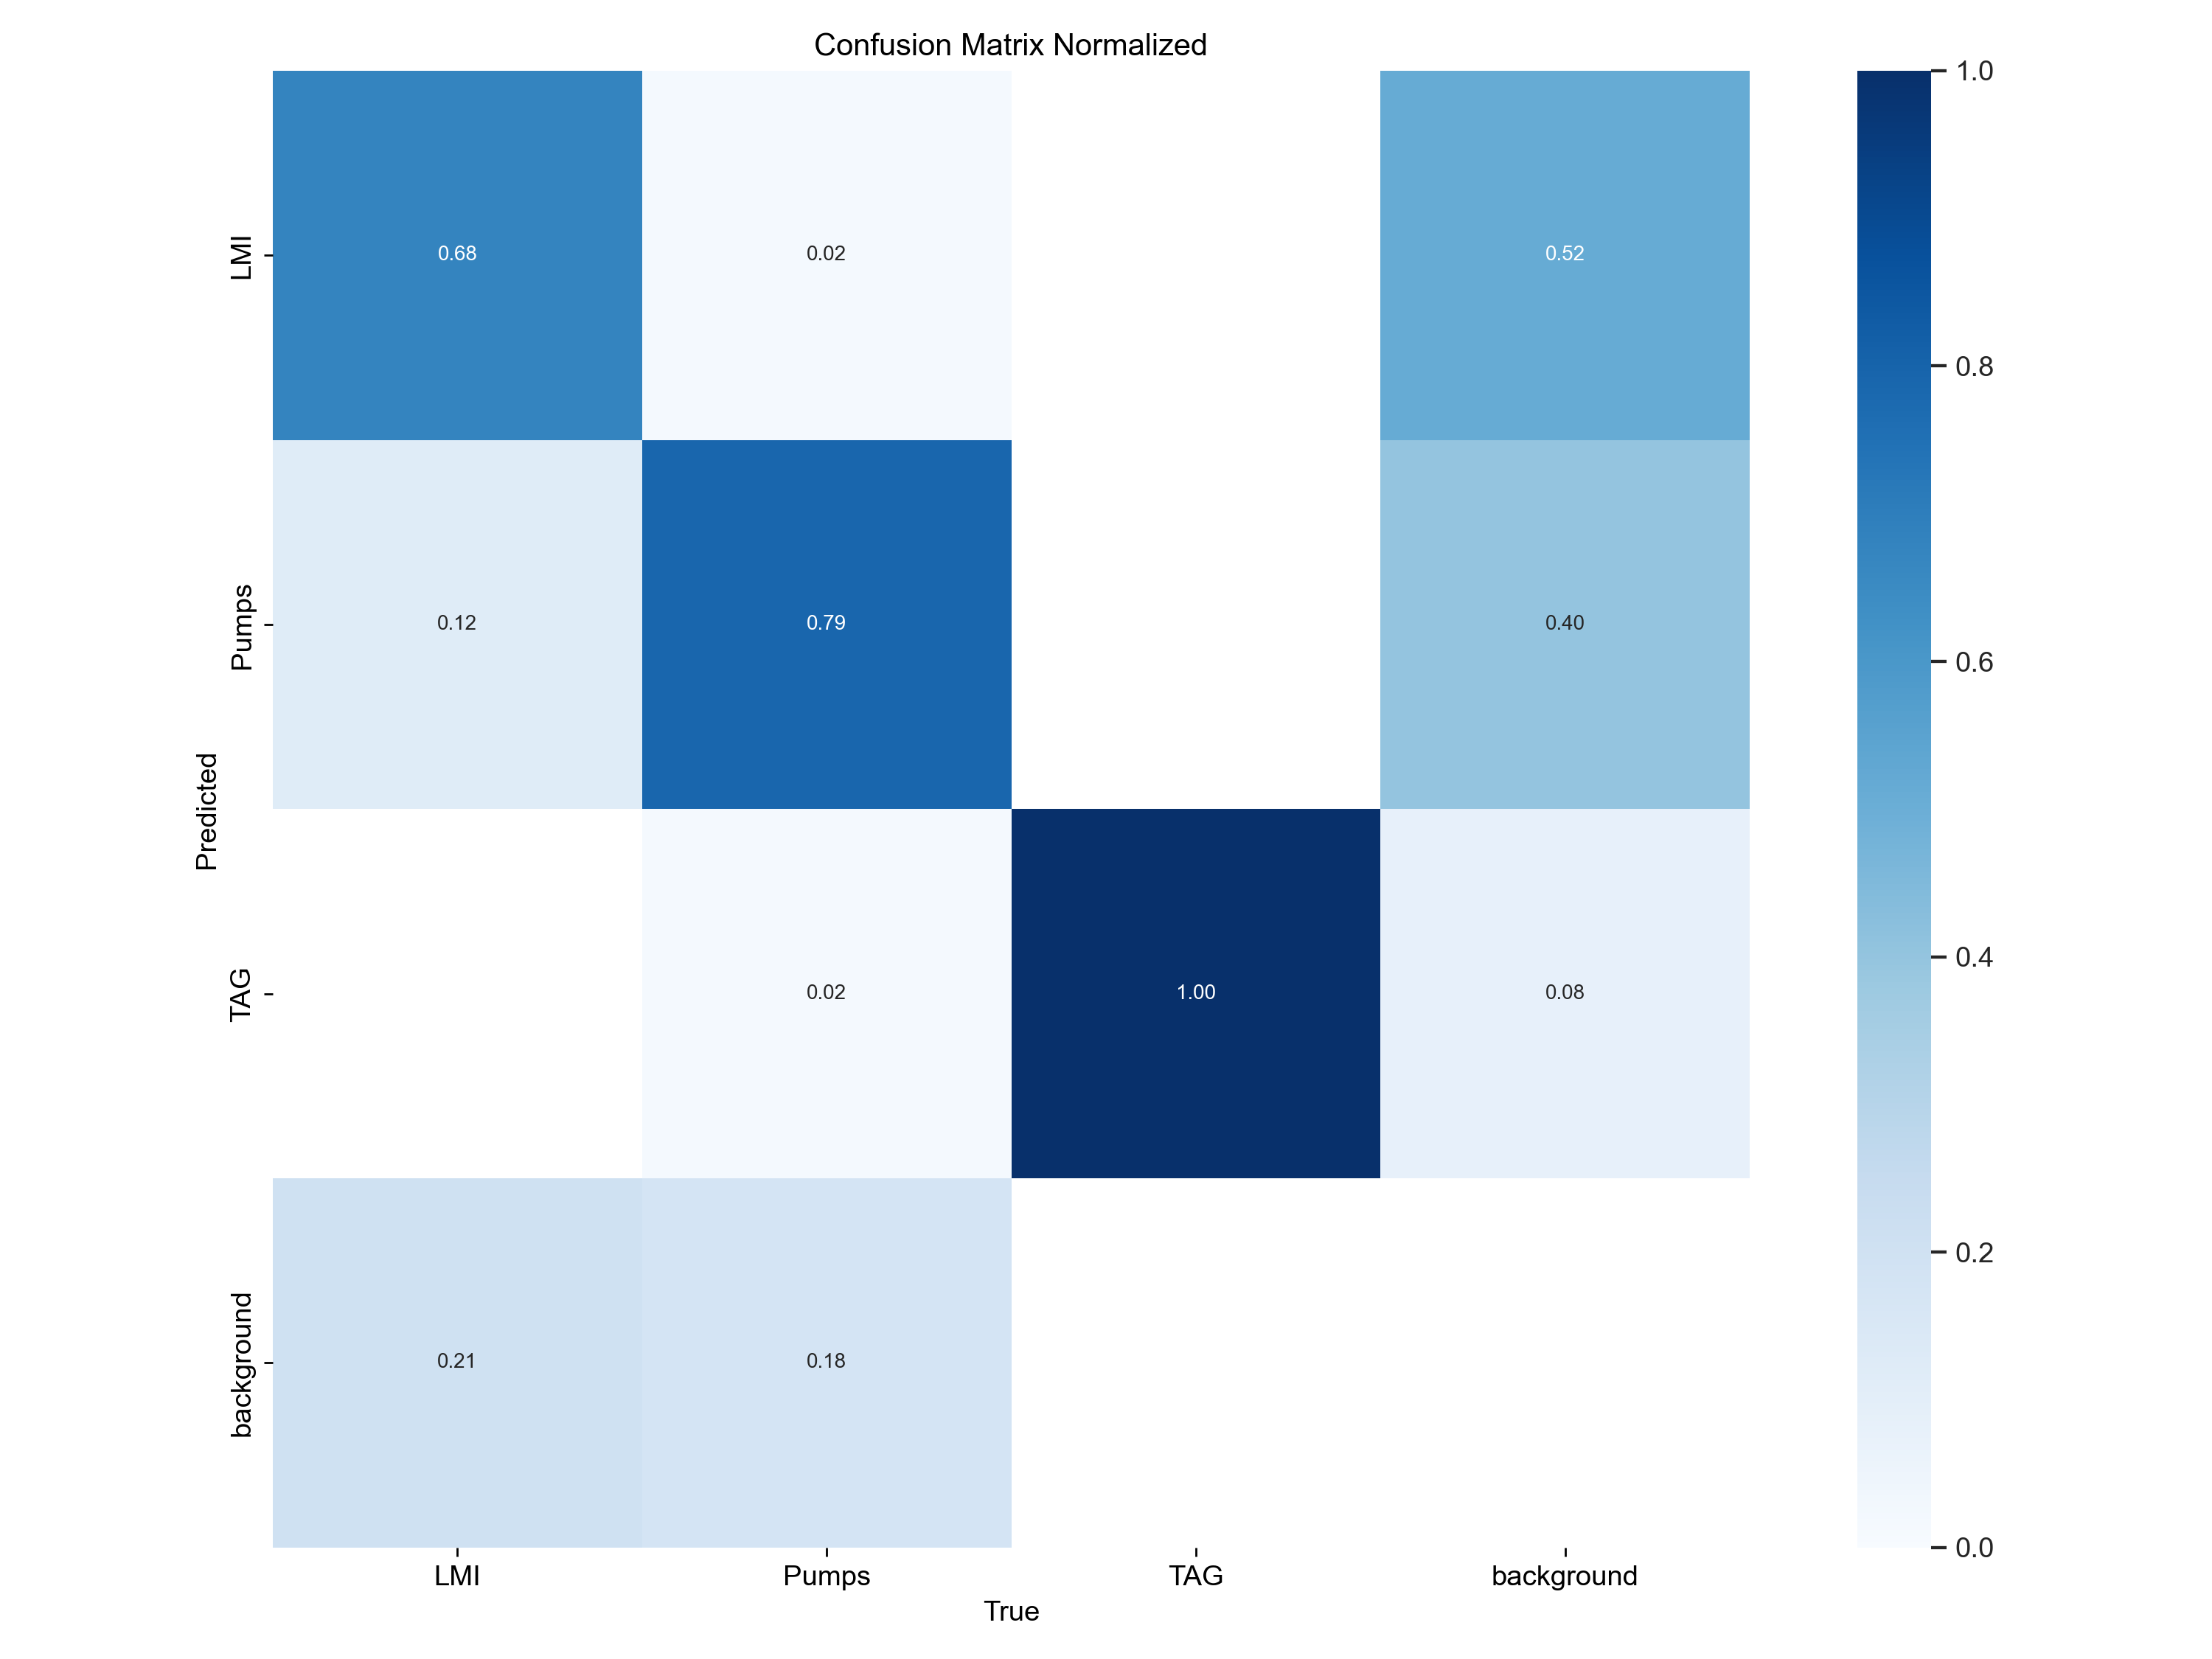 Confusion Matrix Normalized
LMI
0.68
0.02
0.52
Pumps
0.12
0.79
0.40
TAG
0.02
1.00
0.08
background
0.21
0.18
Predicted
LMI
Pumps
TAG
background
True
1.0
0.8
0.6
0.4
0.2
0.0